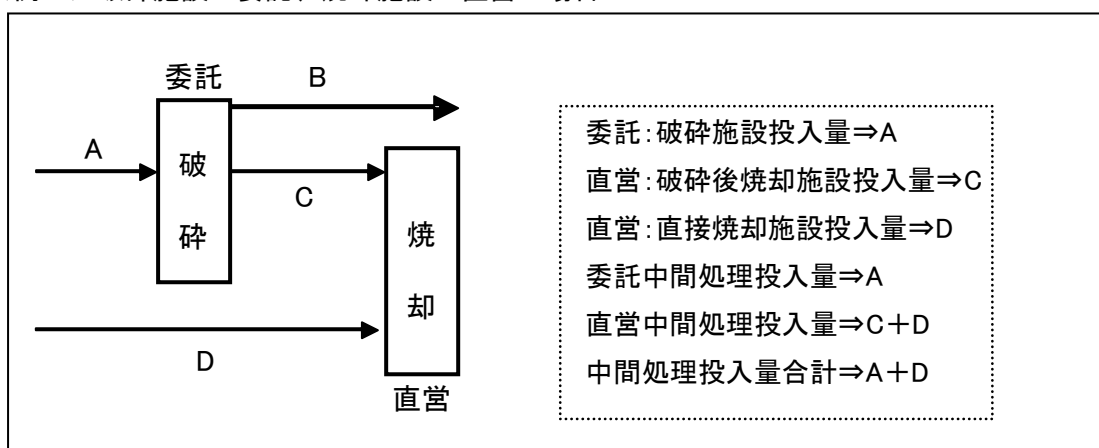 委託
B
A
破
砕
C
焼
却
D
直営
委託:破砕施設投入量⇒A
直営:破砕後焼却施設投入量⇒C
直営:直接焼却施設投入量⇒D
委託中間処理投入量⇒A
直営中間処理投入量⇒C+D
中間処理投入量合計⇒A+D